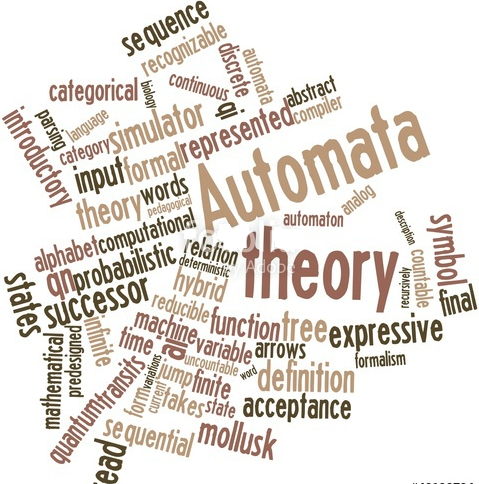 sequence
recognizable
discrete
automata
categorical
biology
continuous
qi
abstract
compiler
introductory
parsing
language
category
simulator
represented
Automata
input
formal
words
theory
pedagogical
automaton
analog
alphabet
computational
relation
description
symbol
qn
probabilistic
deterministic
theory
countable
recursively
states
successor
hybrid
final
reducible
infinite
machine
function
tree
expressive
mathematical
predesigned
time
all
variable
arrows
formalism
uncountable
quantum
transits
variations
jump
finite
word
definition
form
current
takes
state
acceptance
sequential
mollusk
read
Adobe